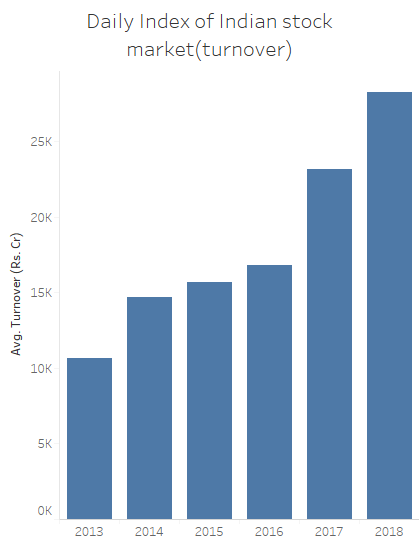 Daily Index of Indian stock
market(turnover)
25K
20K
15K
10K
5K
0K
Avg. Turnover (Rs. Cr)
2013 2014 2015 2016 2017 2018